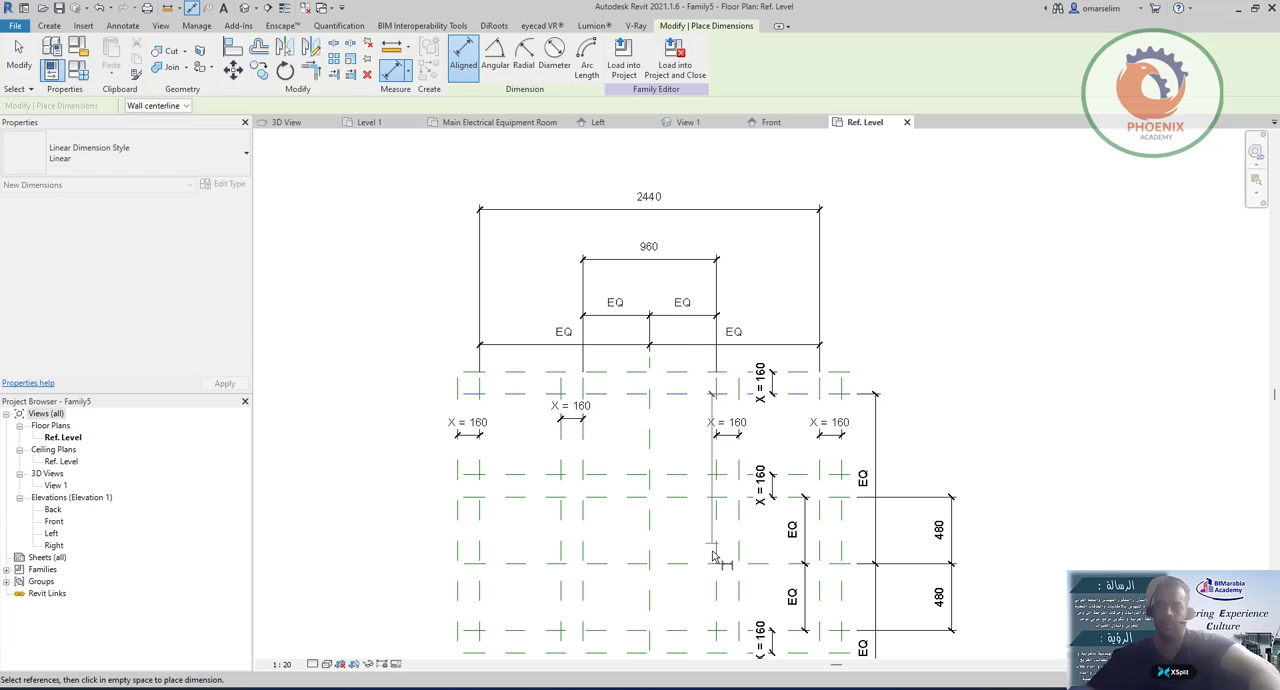 Autodesk Revit 2021.1.6 - Family5 - Floor Plan: Ref. Level
omarselim
File
Create
Insert
Annotate
View
Manage
Add-Ins
Enscape™
Quantification
BIM Interoperability Tools
DiRoots
eyecad VR®
Lumion®
V-Ray
Modify | Place Dimensions
Modify
Paste
Cut
Join
Aligned
Angular
Radial
Diameter
Arc
Length
Load into
Project
Load into
Project and Close
Select
Properties
Clipboard
Geometry
Modify
Measure
Create
Dimension
Family Editor
Modify | Place Dimensions
Wall centerline
PHOENIX
ACADEMY
Properties
3D View
Level 1
Main Electrical Equipment Room
Left
View 1
Front
Ref. Level
Linear Dimension Style
Linear
New Dimensions
Edit Type
2440
960
EQ
EQ
EQ
EQ
X = 160
X = 160
X = 160
X = 160
X = 160
X = 160
EQ
EQ
480
EQ
480
X = 160
EQ
Properties help
Apply
Project Browser - Family5
Views (all)
Floor Plans
Ref. Level
Ceiling Plans
Ref. Level
3D Views
View 1
Elevations (Elevation 1)
Back
Front
Left
Right
Sheets (all)
Families
Groups
Revit Links
1 : 20
الرسالة :
الرؤية :
BIMarabia
Academy
ring Experience
Culture
XSplit
Select references, then click in empty space to place dimension.